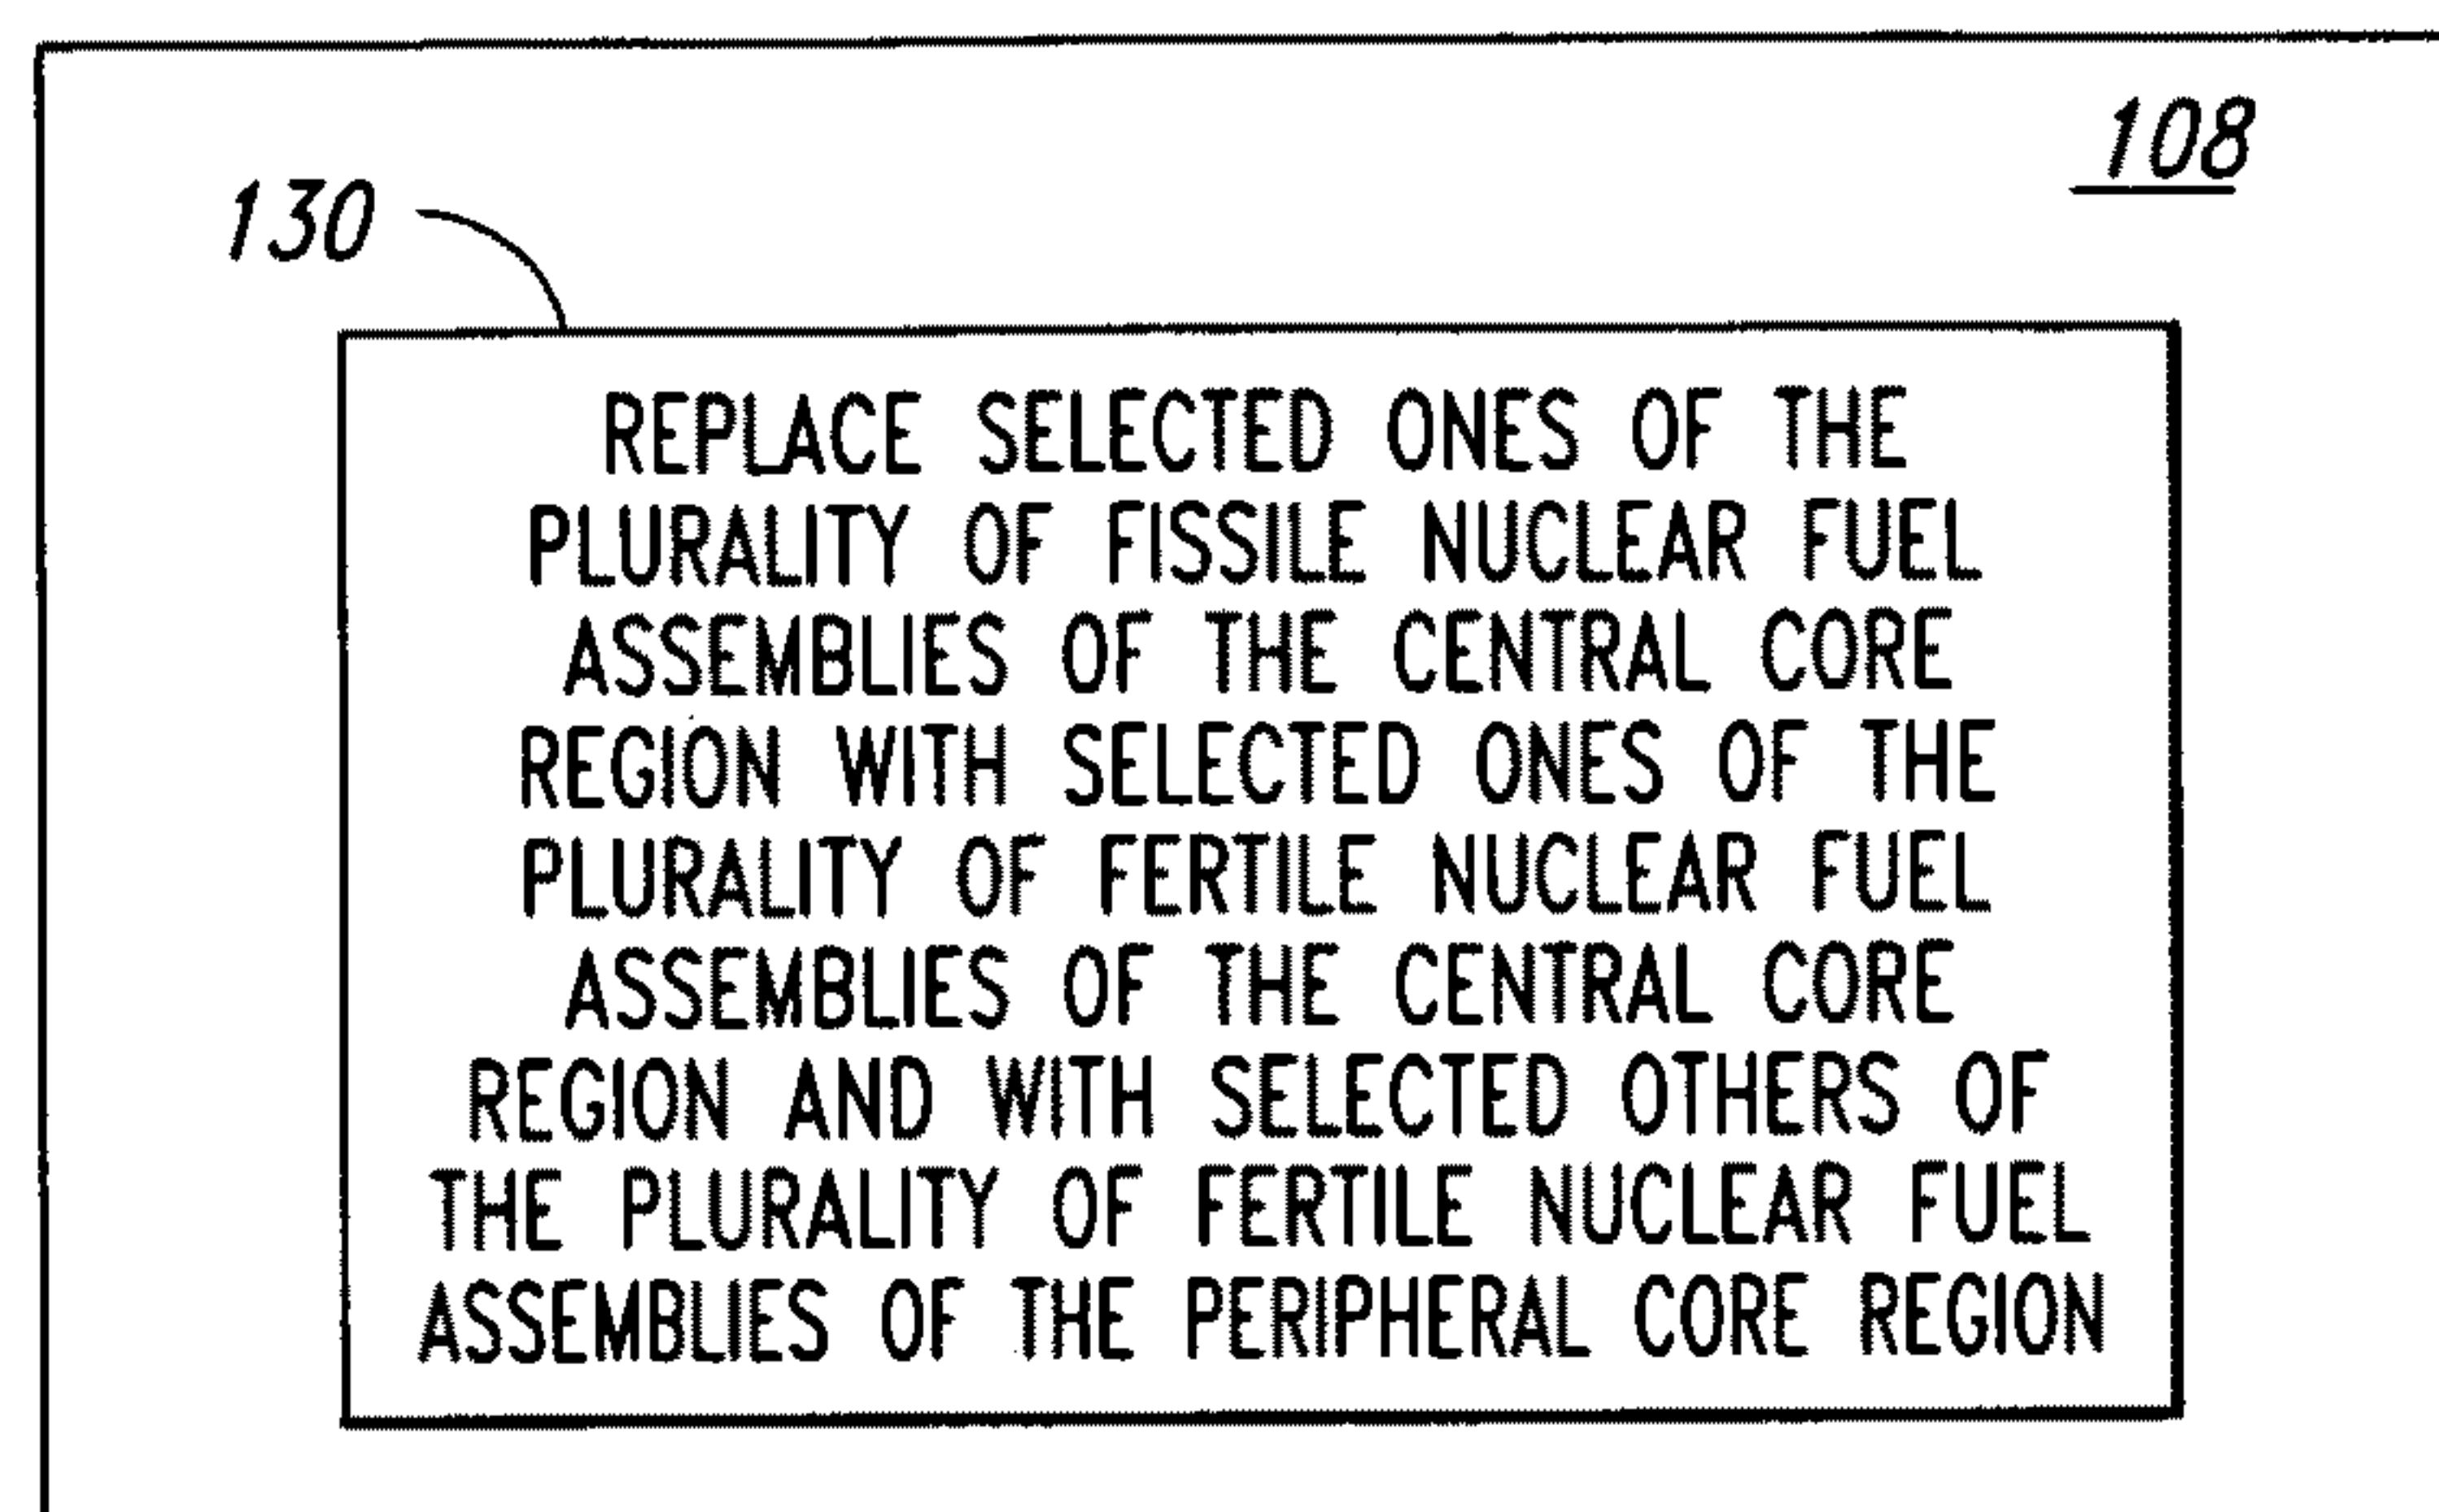 108
130
REPLACE SELECTED ONES OF THE
PLURALITY OF FISSILE NUCLEAR FUEL
ASSEMBLIES OF THE CENTRAL CORE
REGION WITH SELECTED ONES OF THE
PLURALITY OF FERTILE NUCLEAR FUEL
ASSEMBLIES OF THE CENTRAL CORE
REGION AND WITH SELECTED OTHERS OF
THE PLURALITY OF FERTILE NUCLEAR FUEL
ASSEMBLIES OF THE PERIPHERAL CORE REGION